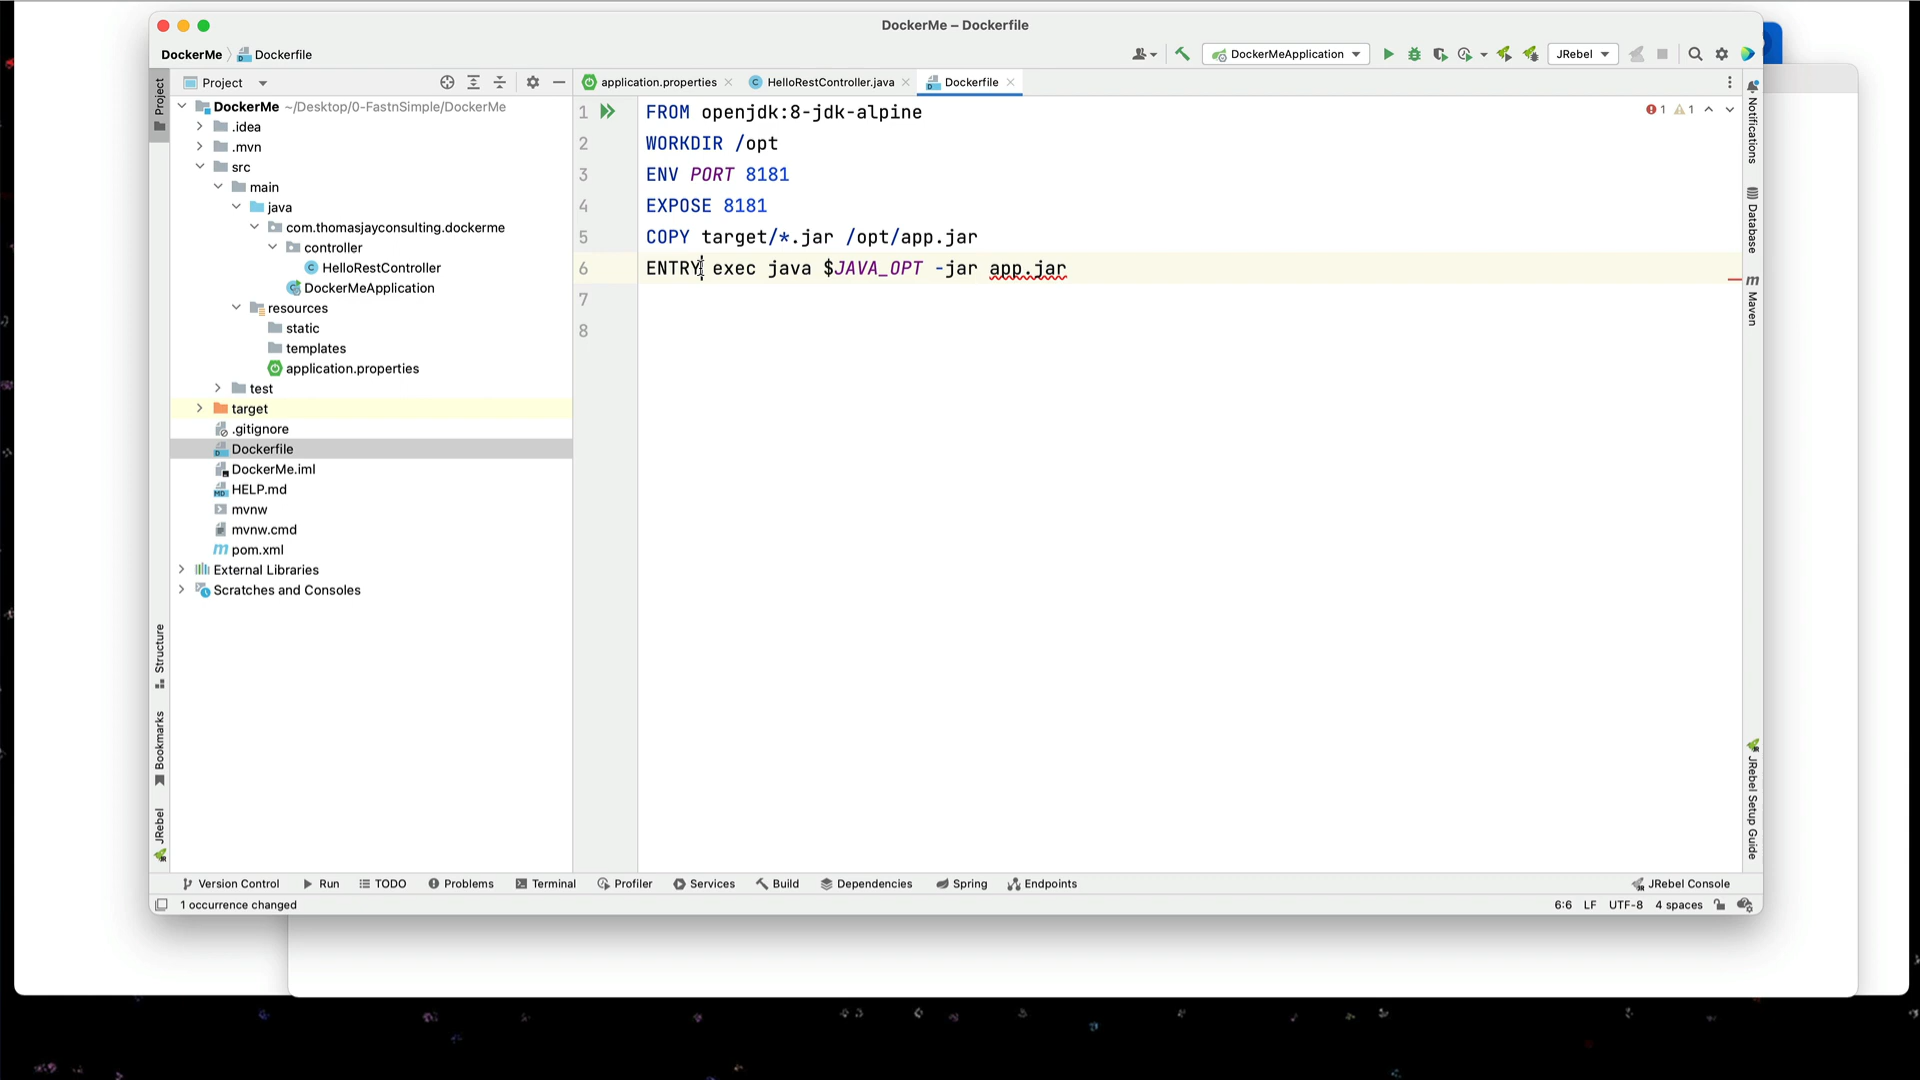 DockerMe – Dockerfile
DockerMe
Dockerfile
DockerMeApplication
JRebel
Project
application.properties
HelloRestController.java
Dockerfile
1
1
Project
DockerMe ~/Desktop/0-FastnSimple/DockerMe
.idea
.mvn
src
main
java
com.thomasjayconsulting.dockerme
controller
HelloRestController
DockerMeApplication
resources
static
templates
application.properties
test
target
.gitignore
Dockerfile
DockerMe.iml
HELP.md
mvnw
mvnw.cmd
pom.xml
External Libraries
Scratches and Consoles
1 FROM openjdk:8-jdk-alpine
2 WORKDIR /opt
3 ENV PORT 8181
4 EXPOSE 8181
5 COPY target/*.jar /opt/app.jar
6 ENTRY exec java $JAVA_OPT -jar app.jar
7
8
Structure
Bookmarks
JRebel
Notifications
Database
Maven
JRebel Setup Guide
Version Control
Run
TODO
Problems
Terminal
Profiler
Services
Build
Dependencies
Spring
Endpoints
JRebel Console
1 occurrence changed
6:6 LF UTF-8 4 spaces